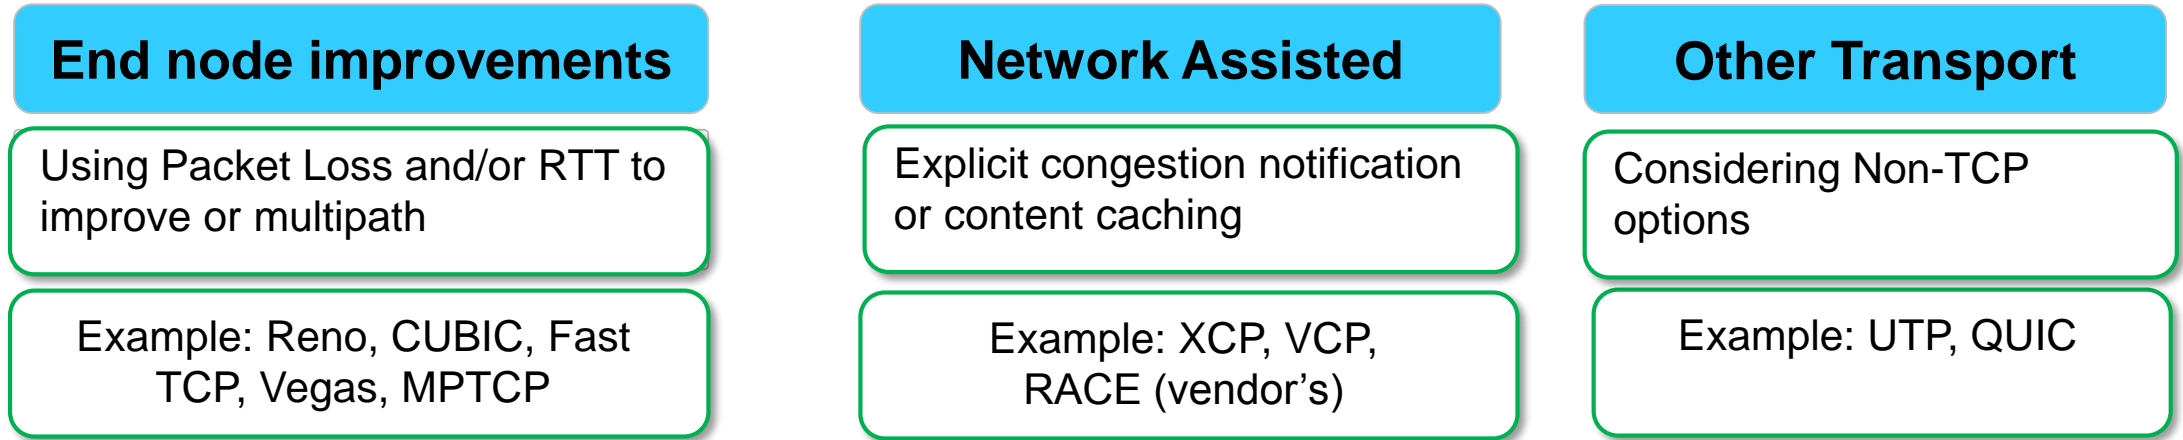 End node improvements
Using Packet Loss and/or RTT to
improve or multipath
Example: Reno, CUBIC, Fast
TCP, Vegas, MPTCP
Network Assisted
Explicit congestion notification
or content caching
Example: XCP, VCP,
RACE (vendor’s)
Other Transport
Considering Non-TCP
options
Example: UTP, QUIC